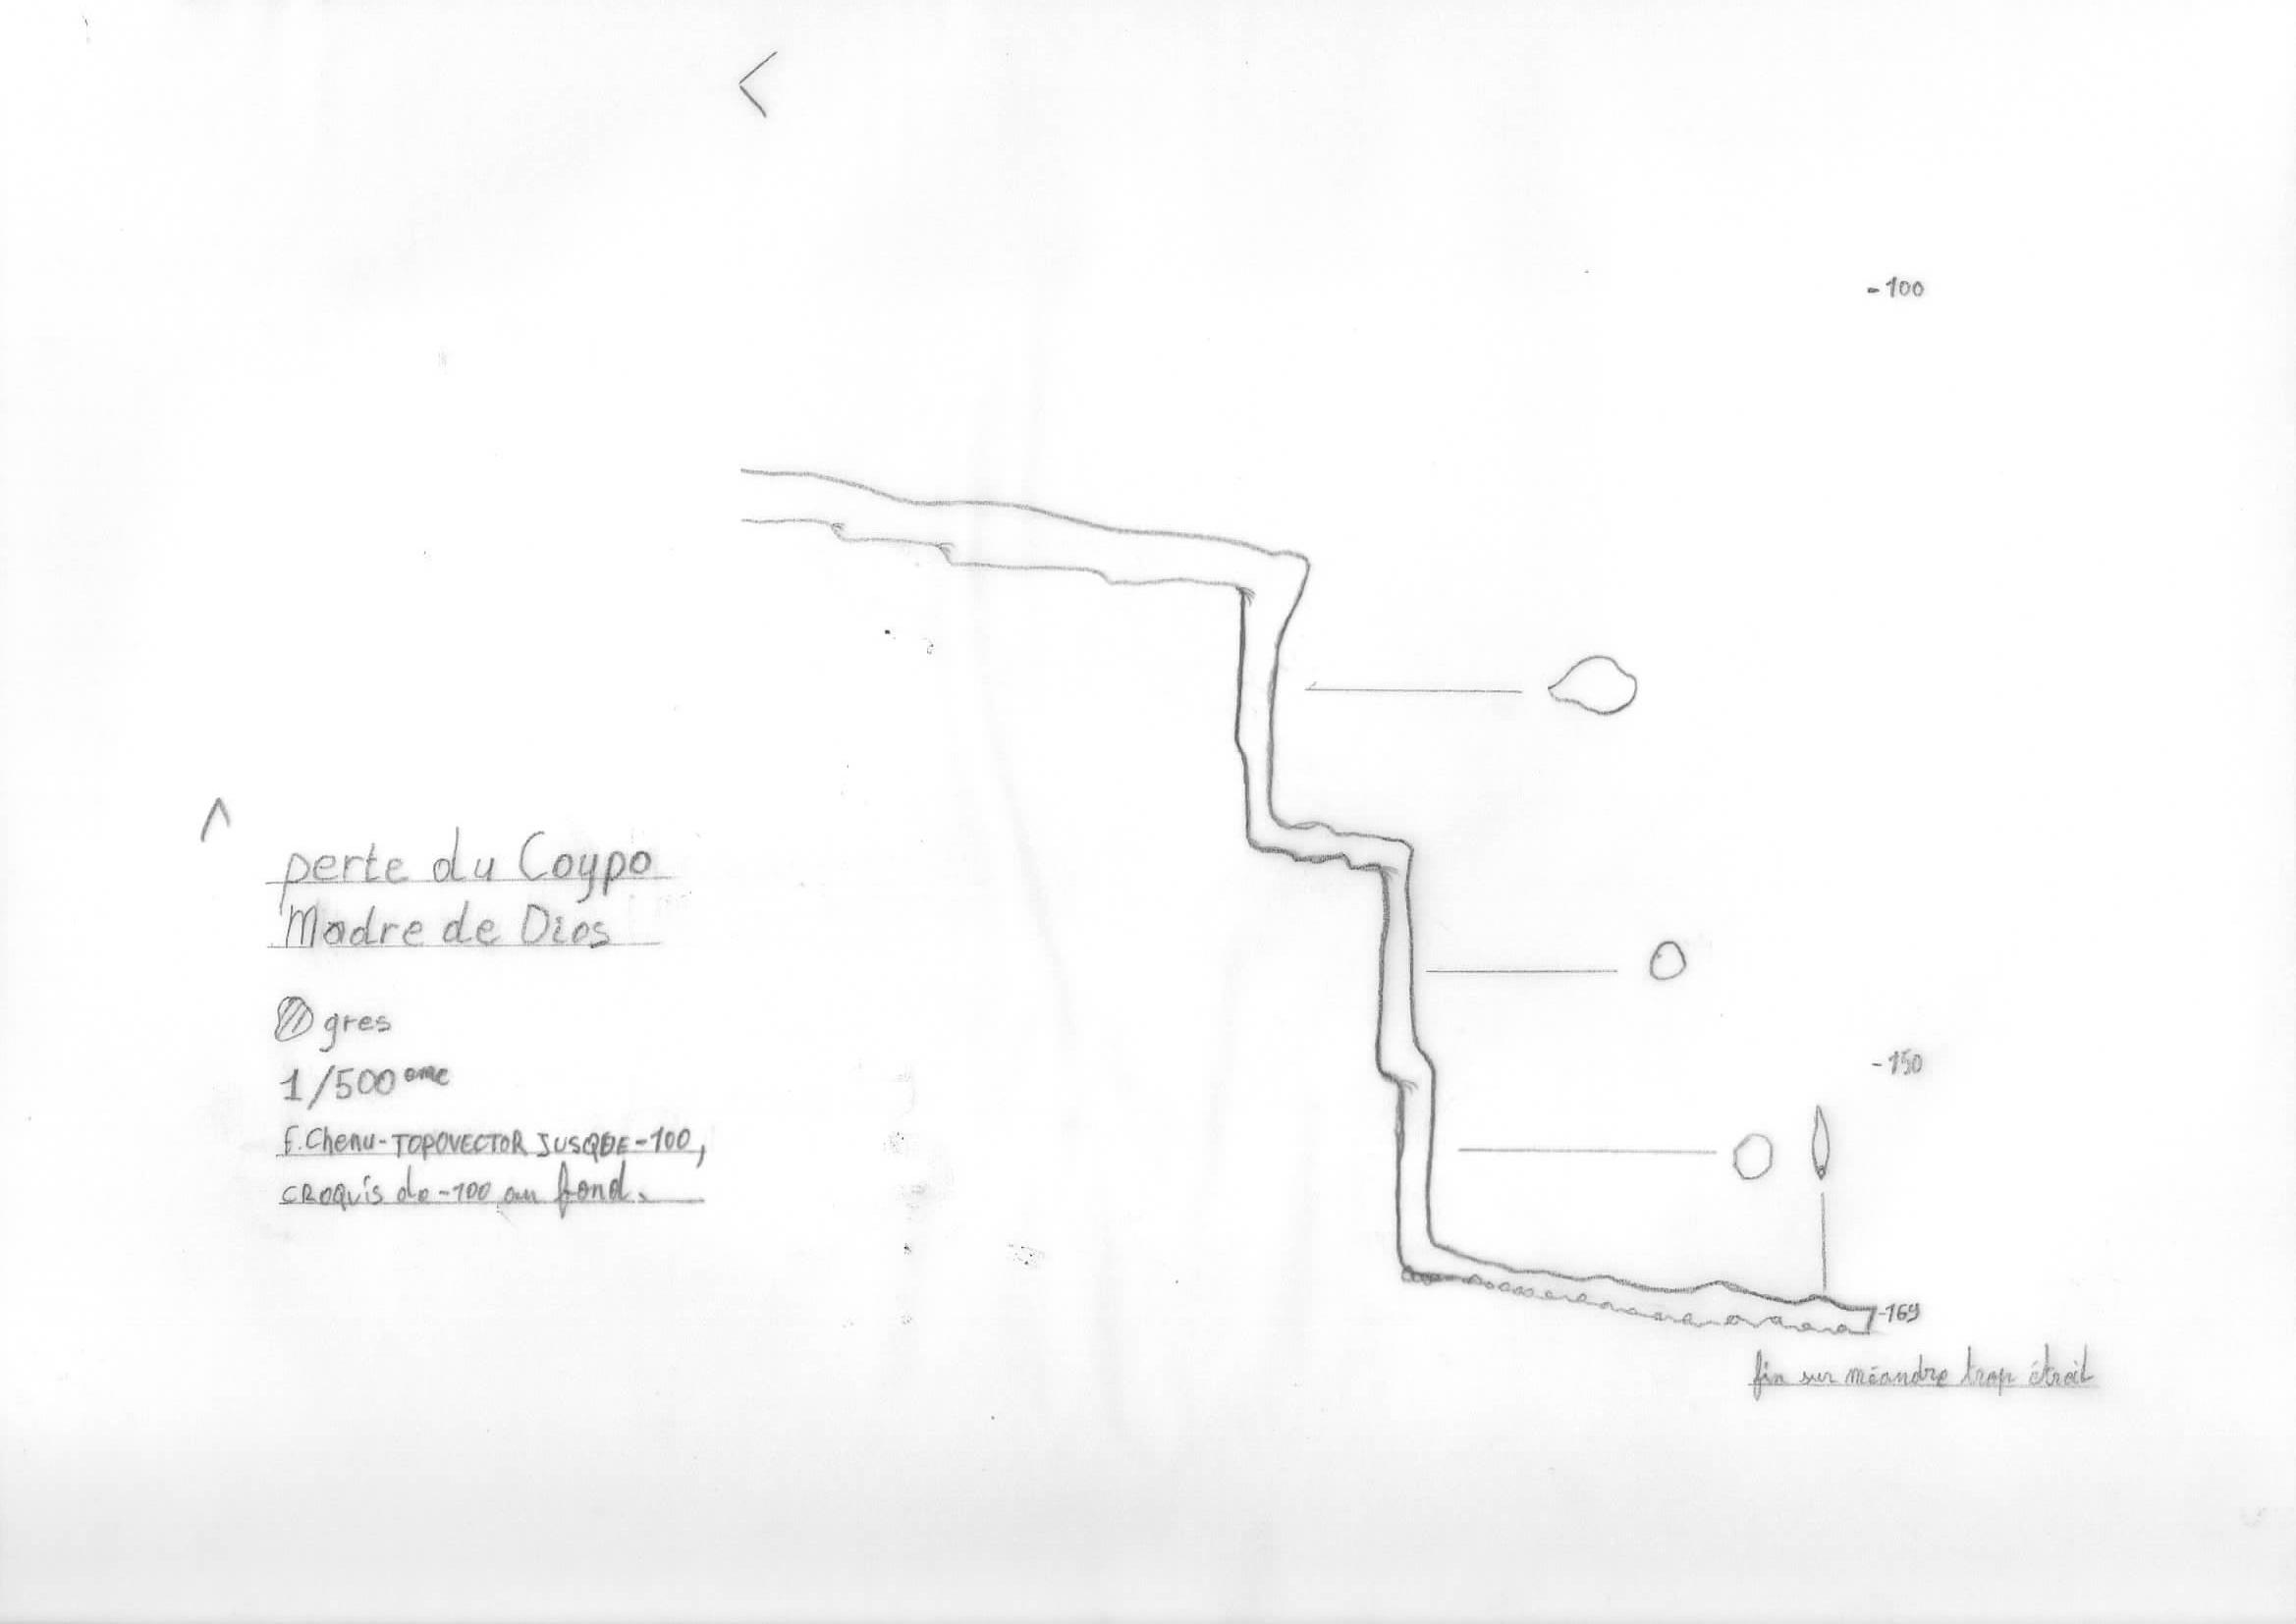 -100
perte du Coypo
Madre de Dios
gres
1/500eme
F. Chenu - TOPOVECTOR JUSQUE -100,
CROQUIS de -100 au fond.
-150
-169
fin sur méandre trop étroit